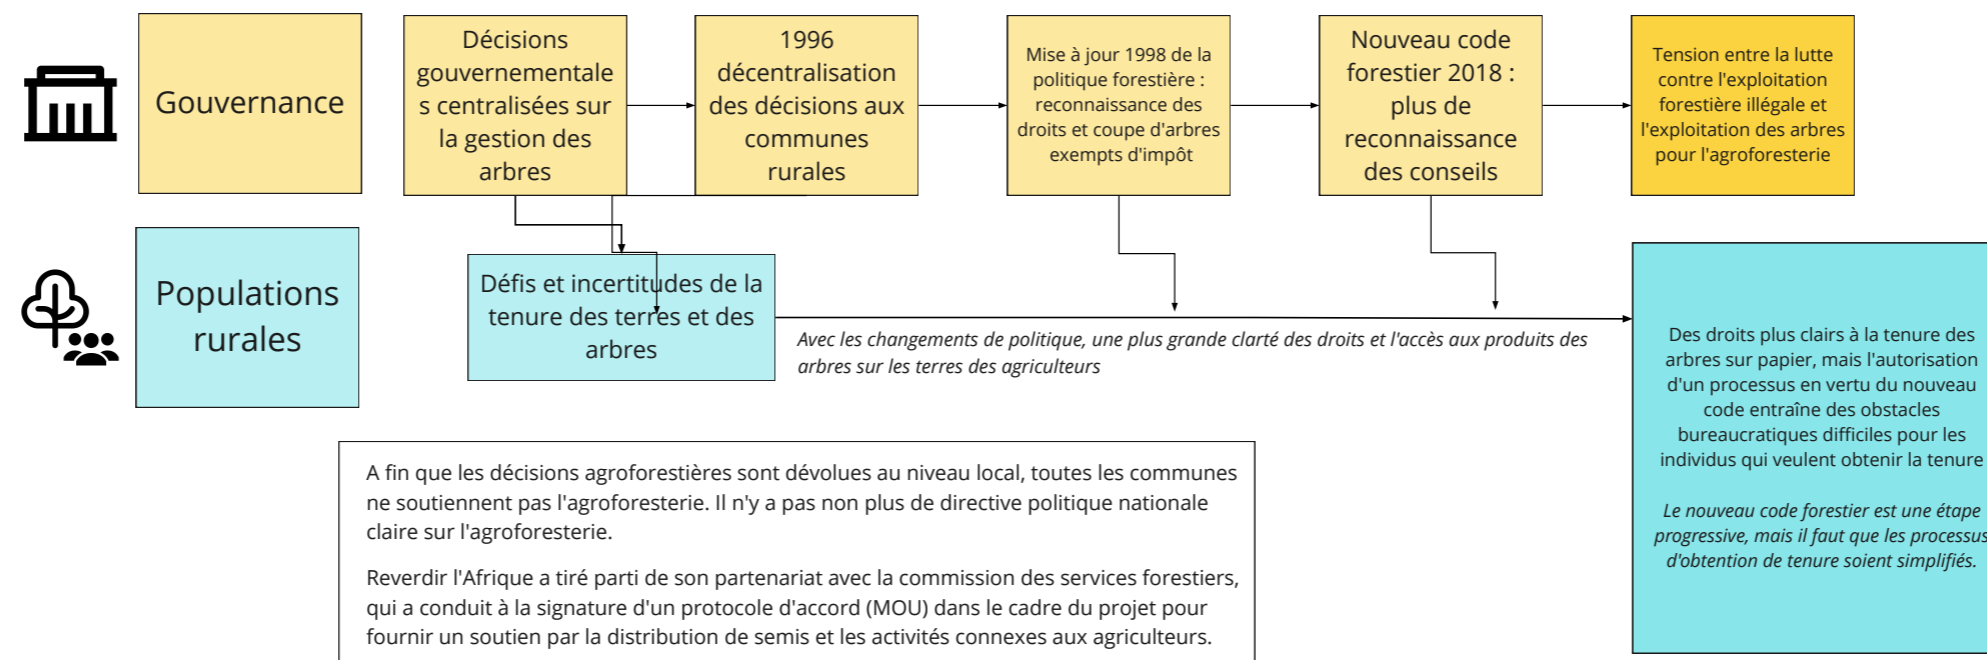 Gouvernance
Décisions
gouvernementale
s centralisées sur
la gestion des
arbres
1996
décentralisation
des décisions aux
communes
rurales
Mise à jour 1998 de la
politique forestière :
reconnaissance des
droits et coupe d'arbres
exempts d'impôt
Nouveau code
forestier 2018 :
plus de
reconnaissance
des conseils
Tension entre la lutte
contre l'exploitation
forestière illégale et
l'exploitation des arbres
pour l'agroforesterie
Populations
rurales
Défis et incertitudes de la
tenure des terres et des
arbres
Avec les changements de politique, une plus grande clarté des droits et l'accès aux produits des
arbres sur les terres des agriculteurs
Des droits plus clairs à la tenure des
arbres sur papier, mais l'autorisation
d'un processus en vertu du nouveau
code entraîne des obstacles
bureaucratiques difficiles pour les
individus qui veulent obtenir la tenure
Le nouveau code forestier est une étape
progressive, mais il faut que les processus
d'obtention de tenure soient simplifiés.
A fin que les décisions agroforestières sont dévolues au niveau local, toutes les communes
ne soutiennent pas l'agroforesterie. Il n'y a pas non plus de directive politique nationale
claire sur l'agroforesterie.
Reverdir l'Afrique a tiré parti de son partenariat avec la commission des services forestiers,
qui a conduit à la signature d'un protocole d'accord (MOU) dans le cadre du projet pour
fournir un soutien par la distribution de semis et les activités connexes aux agriculteurs.